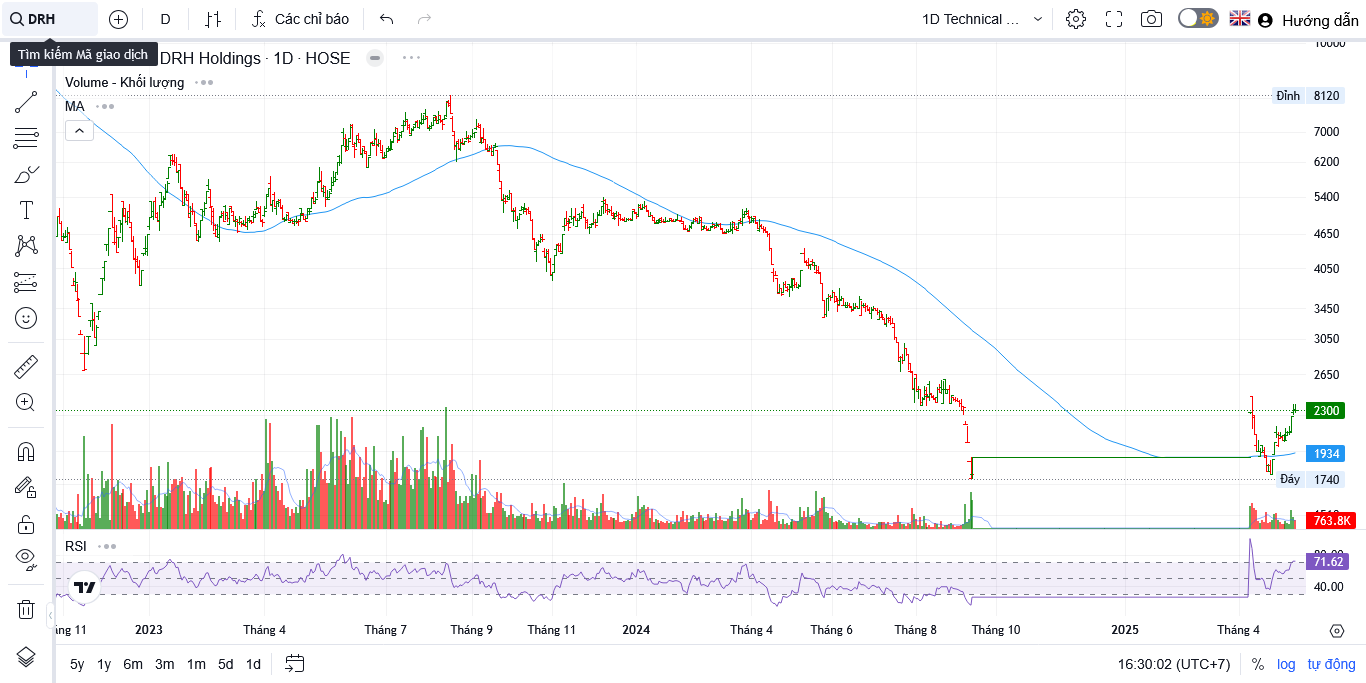 DRH
D
Các chỉ báo
1D Technical ...
Hướng dẫn
Tìm kiếm Mã giao dịch
DRH Holdings · 1D · HOSE
Volume - Khối lượng
MA
10000
Đỉnh 8120
7000
6200
5400
4650
4050
3450
3050
2650
2300
1934
Đáy 1740
763.8K
RSI
80.00
71.62
40.00
2023
Tháng 4
Tháng 7
Tháng 9
Tháng 11
2024
Tháng 4
Tháng 6
Tháng 8
Tháng 10
2025
Tháng 4
5y 1y 6m 3m 1m 5d 1d
16:30:02 (UTC+7)
% log tự động